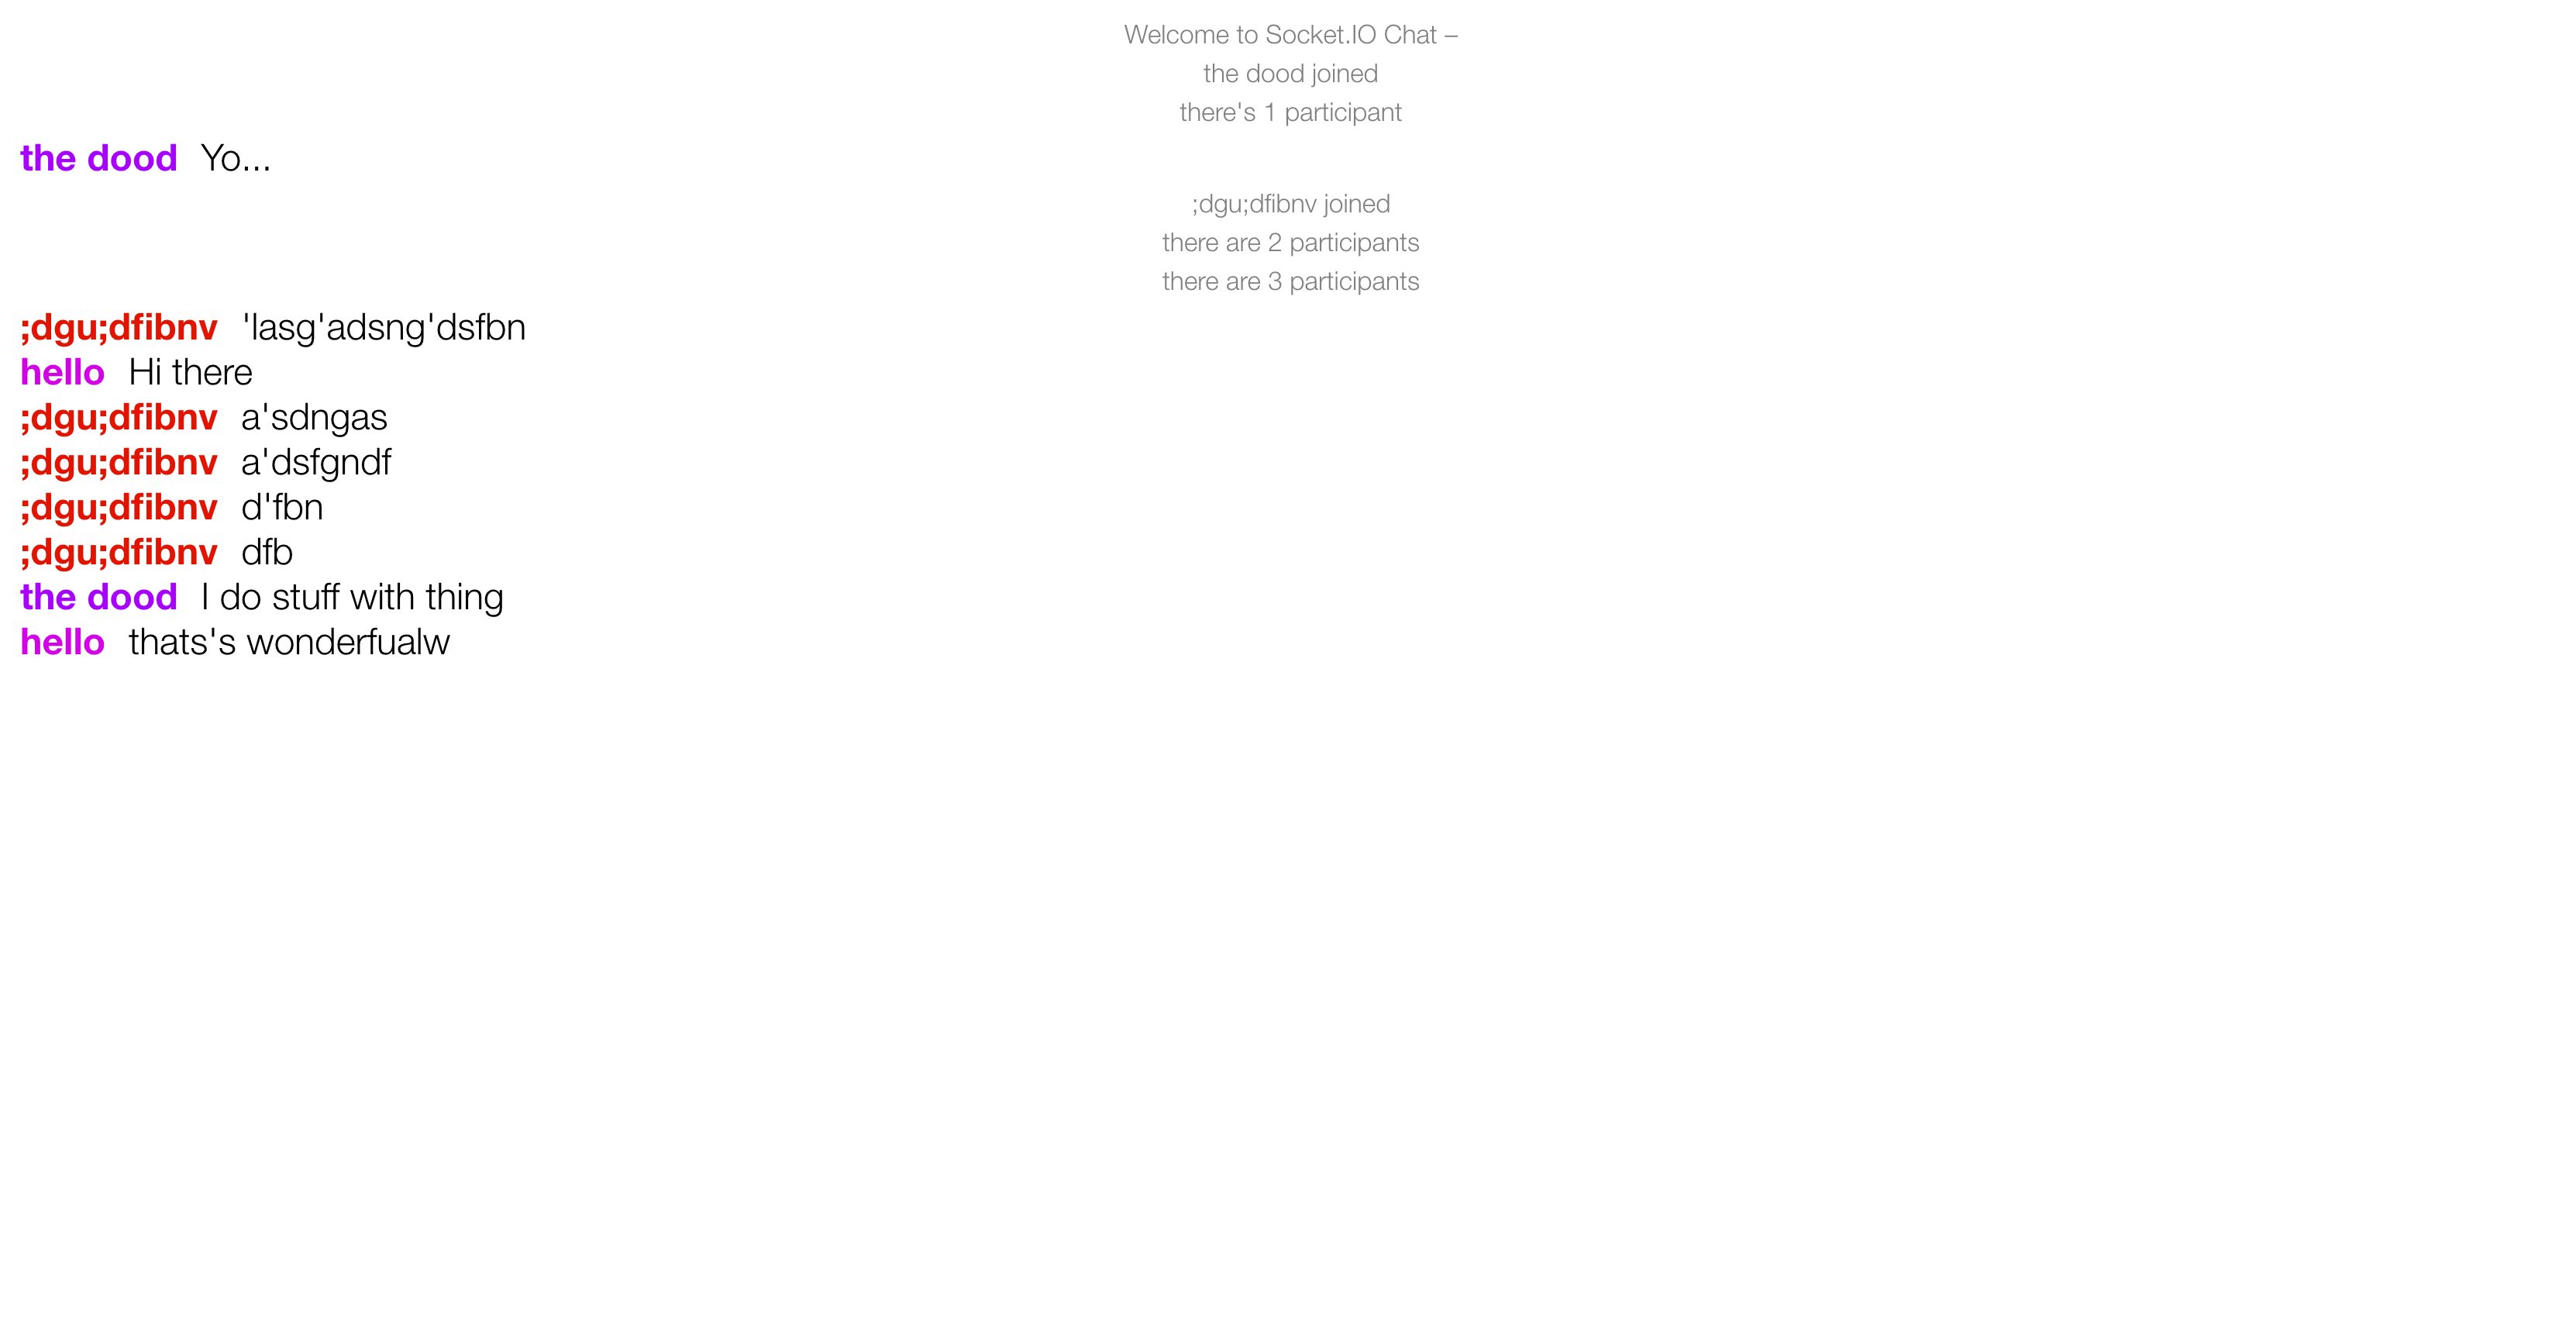 Welcome to Socket.IO Chat –
the dood joined
there's 1 participant
the dood Yo...
;dgu;dfibnv joined
there are 2 participants
there are 3 participants
;dgu;dfibnv 'lasg'adsng'dsfbn
hello Hi there
;dgu;dfibnv a'sdngas
;dgu;dfibnv a'dsfgndf
;dgu;dfibnv d'fbn
;dgu;dfibnv dfb
the dood I do stuff with thing
hello thats's wonderfualw